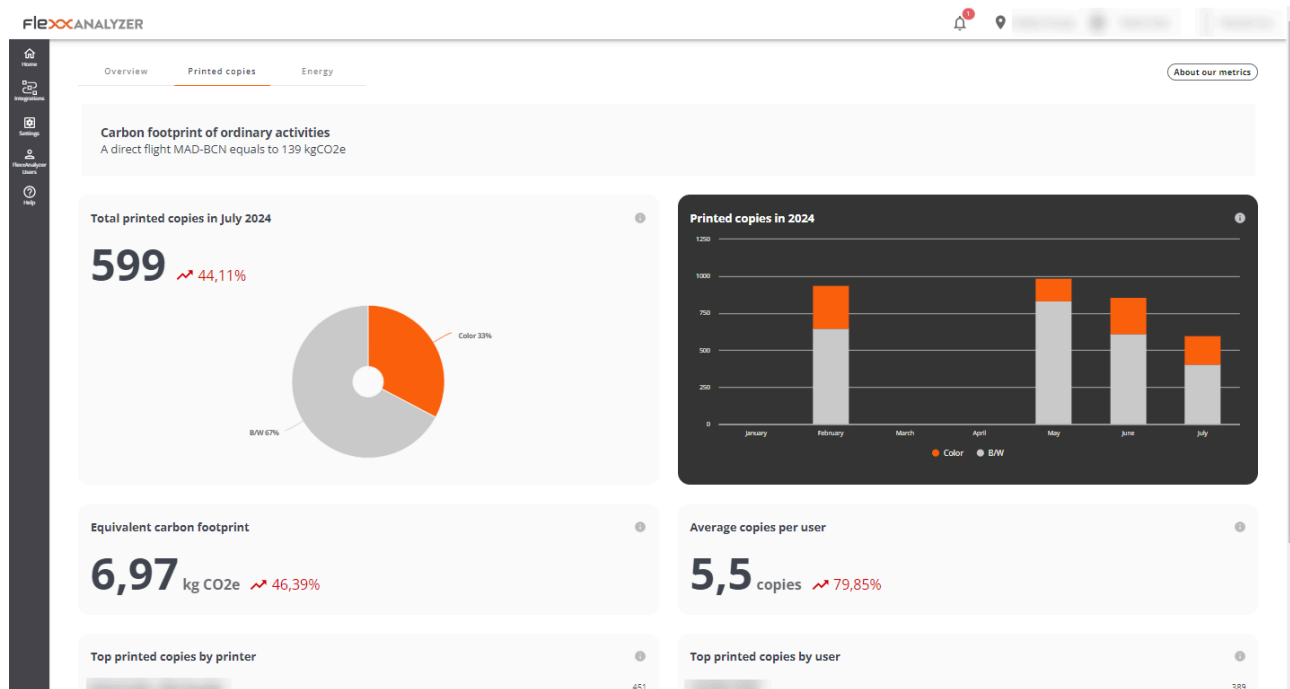 FlexxANALYZER
1
Home
Integrations
Settings
FlexxAnalyzer
Users
Help
Overview
Printed copies
Energy
About our metrics
Carbon footprint of ordinary activities
A direct flight MAD-BCN equals to 139 kgCO2e
Total printed copies in July 2024
599 44,11%
Color 33%
B/W 67%
Printed copies in 2024
1250
1000
750
500
250
0
January February March April May June July
Color B/W
Equivalent carbon footprint
6,97 kg CO2e 46,39%
Average copies per user
5,5 copies 79,85%
Top printed copies by printer
451
Top printed copies by user
389